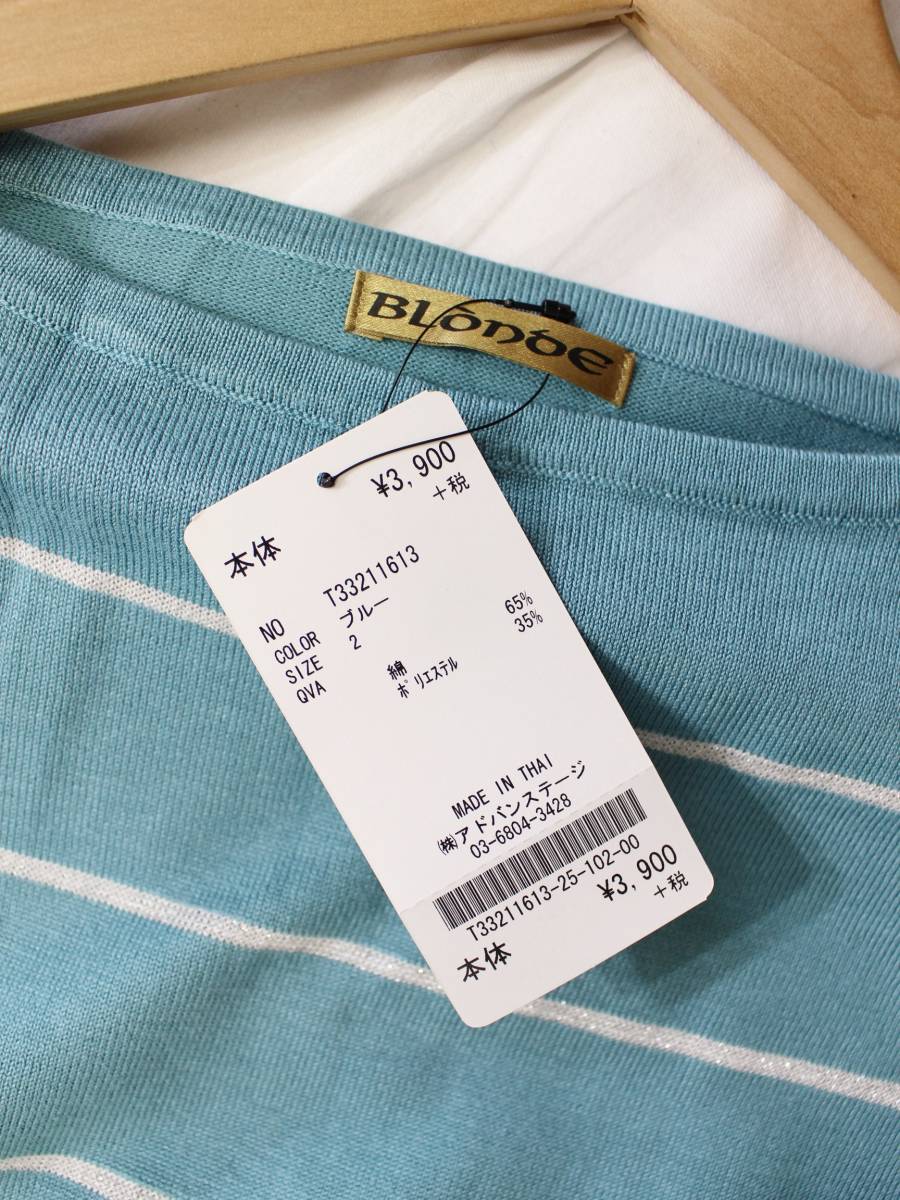 BLonde
¥3,900
+税
本体
NO T33211613
COLOR ブルー
SIZE 2
QVA 綿 65%
ﾎﾟﾘｴｽﾃﾙ 35%
MADE IN THAI
㈱アドバンステージ
03-6804-3428
T33211613-25-102-00
¥3,900
+税
本体